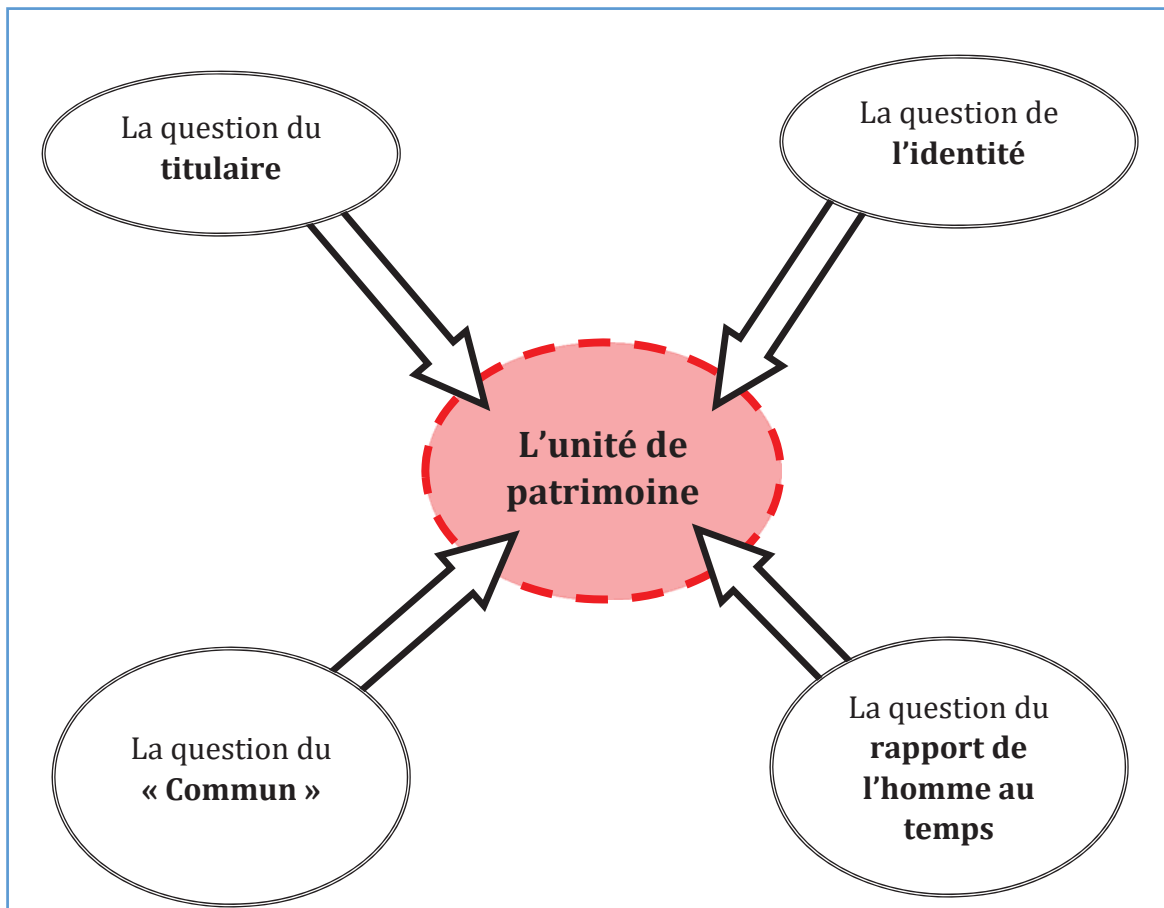 La question du
titulaire
La question de
l’identité
L’unité de
patrimoine
La question du
« Commun »
La question du
rapport de
l’homme au
temps